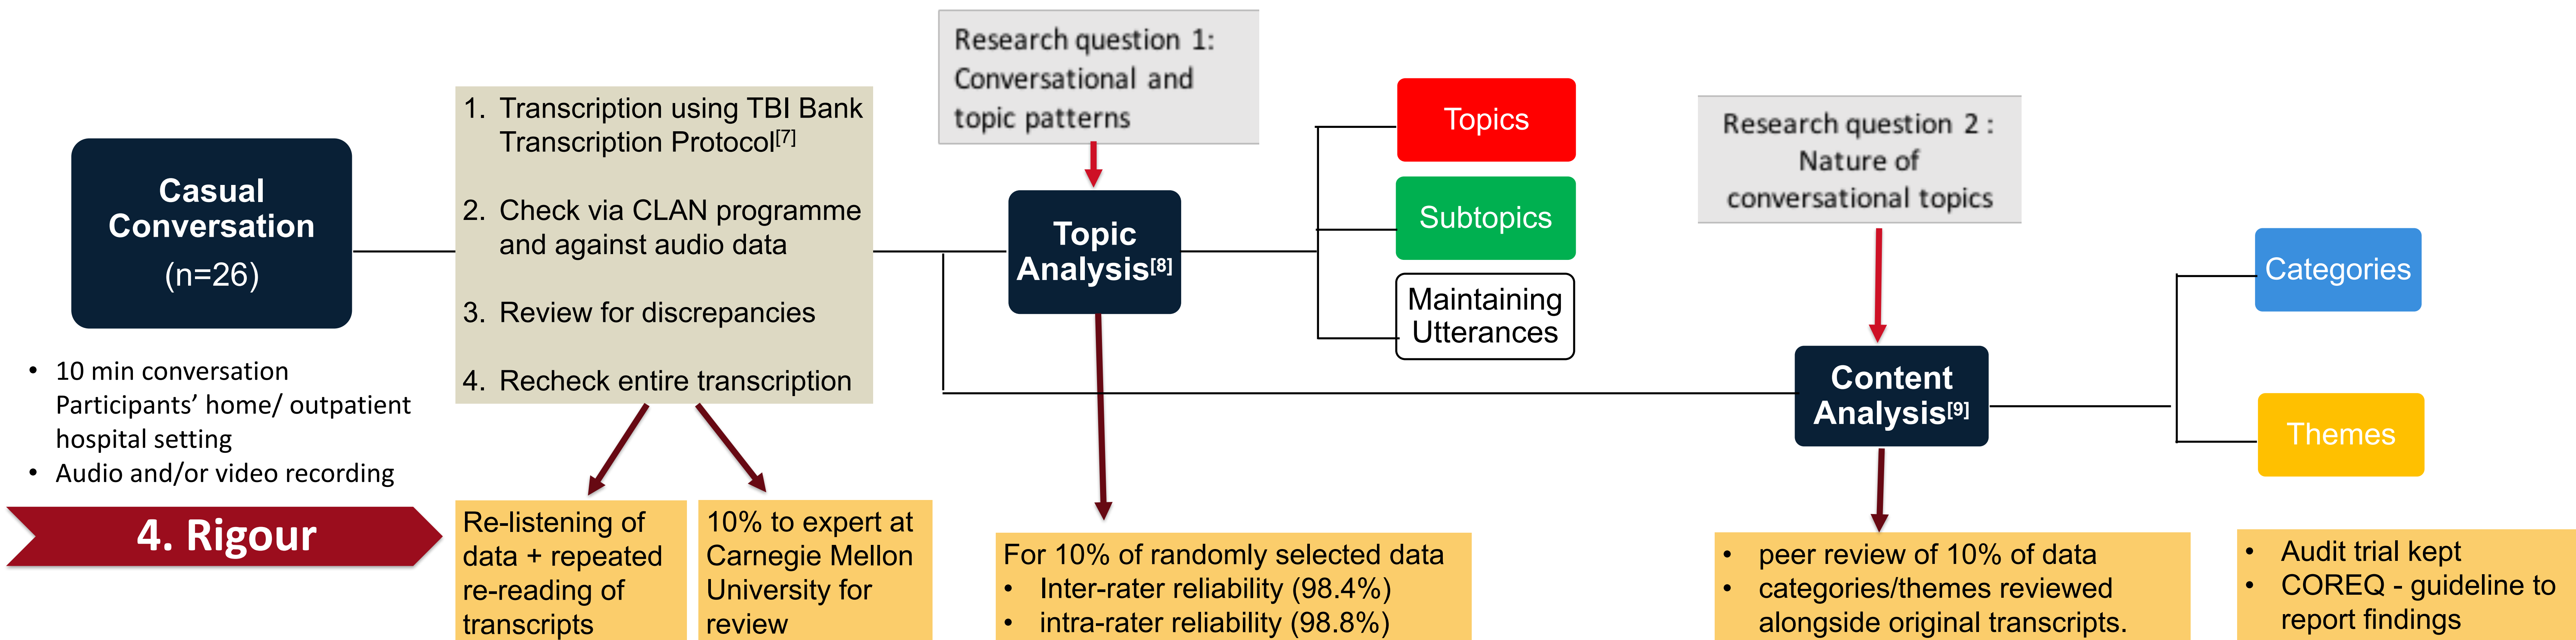 Casual
Conversation
(n=26)
• 10 min conversation
Participants’ home/ outpatient
hospital setting
• Audio and/or video recording
4. Rigour
1. Transcription using TBI Bank
Transcription Protocol[7]
2. Check via CLAN programme
and against audio data
3. Review for discrepancies
4. Recheck entire transcription
Re-listening of
data + repeated
re-reading of
transcripts
10% to expert at
Carnegie Mellon
University for
review
Research question 1:
Conversational and
topic patterns
Topic
Analysis[8]
For 10% of randomly selected data
• Inter-rater reliability (98.4%)
• intra-rater reliability (98.8%)
Topics
Subtopics
Maintaining
Utterances
Research question 2 :
Nature of
conversational topics
Content
Analysis[9]
• peer review of 10% of data
• categories/themes reviewed
alongside original transcripts.
Categories
Themes
• Audit trial kept
• COREQ - guideline to
report findings